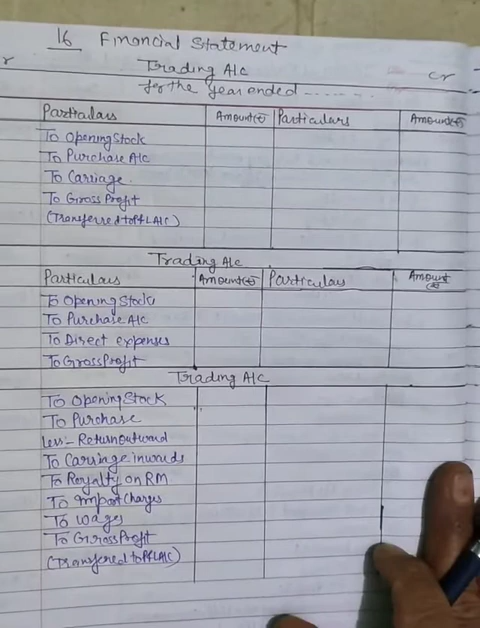 16 Financial Statement
r Trading A/c Cr
for the year ended .......
Particulars Amount(₹) Particulars Amount(₹)
To Opening Stock
To Purchase A/c
To Carriage
To Gross Profit
(Transferred to P&L A/c)
Trading A/c
Particulars Amount(₹) Particulars Amount (₹)
To Opening Stock
To Purchase A/c
To Direct expenses
To Gross Profit
Trading A/C
To Opening Stock
To Purchase
Less:- Return outward
To Carriage inwards
To Royalty on RM
To Import Charges
To Wages
To Gross Profit
(Transferred to P&L A/c)